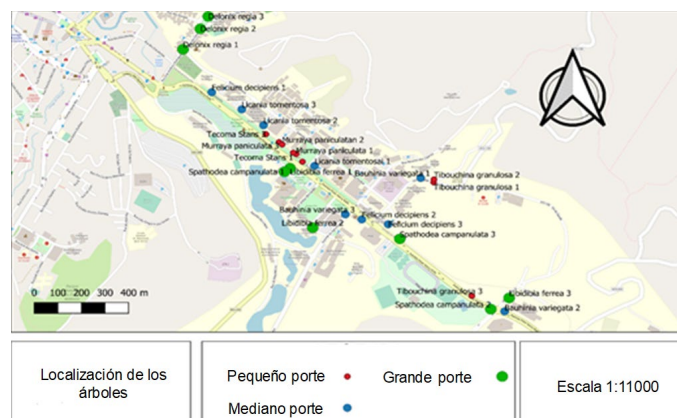 Delonix regia 3
Delonix regia 2
Delonix regia 1
Felicium decipiens 1
Licania tomentosa 3
Licania tomentosa 2
Tecoma Stans
Murraya paniculatan 2
Murraya paniculata
Murraya paniculata 1
Tecoma Stans 1
Licania tomentosas 1
Spathodea campanulata
Libidibia ferrea 1
Bauhinia variegata 1
Tibouchina granulosa 2
Tibouchina granulosa 1
Bauhinia variegata 3
Felicium decipiens 2
Libidibia ferrea 2
Felicium decipiens 3
Spathodea campanulata 3
Tibouchina granulosa 3
Libidibia ferrea 3
Spathodea campanulata 2
Bauhinia variegata 2
0 100 200 300 400 m
Localización de los
árboles
Pequeño porte
Grande porte
Mediano porte
Escala 1:11000